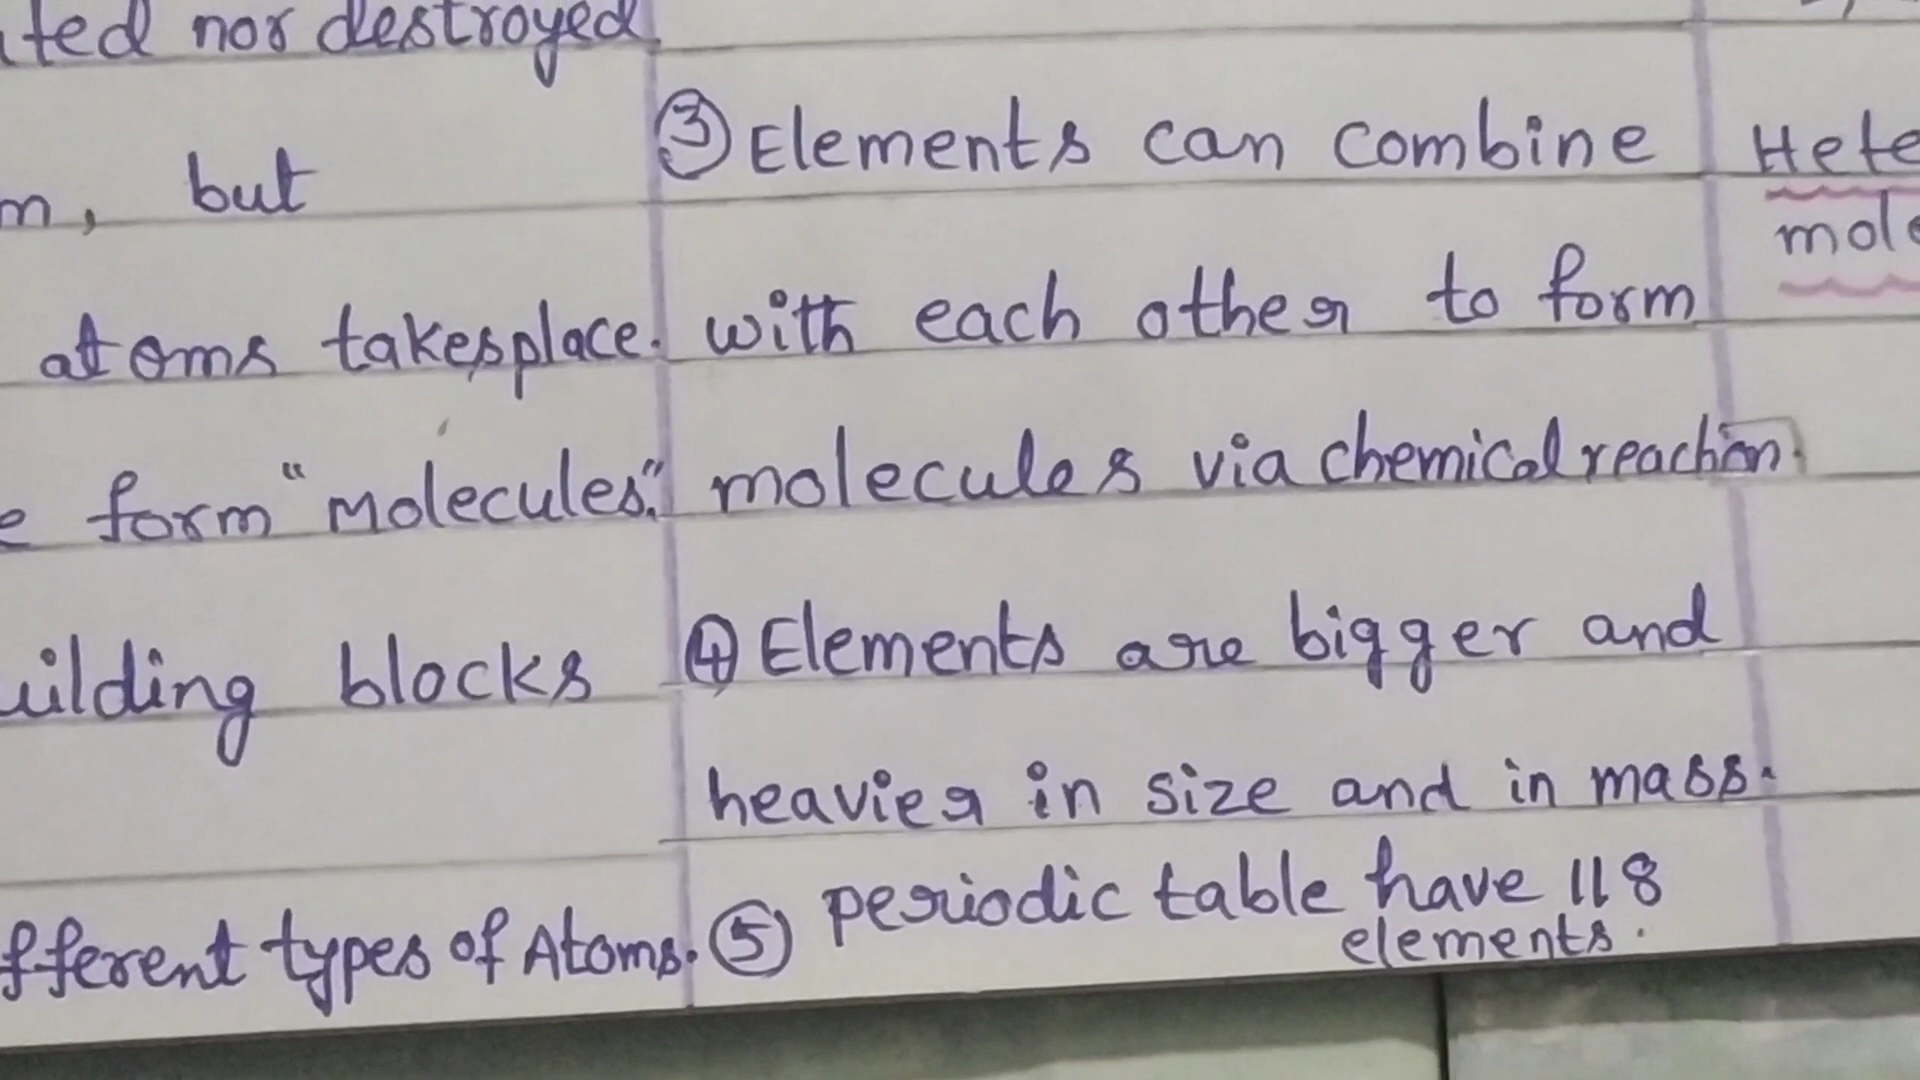 ted nor destroyed
m, but
atoms takesplace.
form "Molecules".
uilding blocks
fferent types of Atoms.
③ Elements can combine
with each other to form
molecules via chemical reaction.
④ Elements are bigger and
heavier in size and in mass.
⑤ periodic table have 118
elements.
Hete
mole